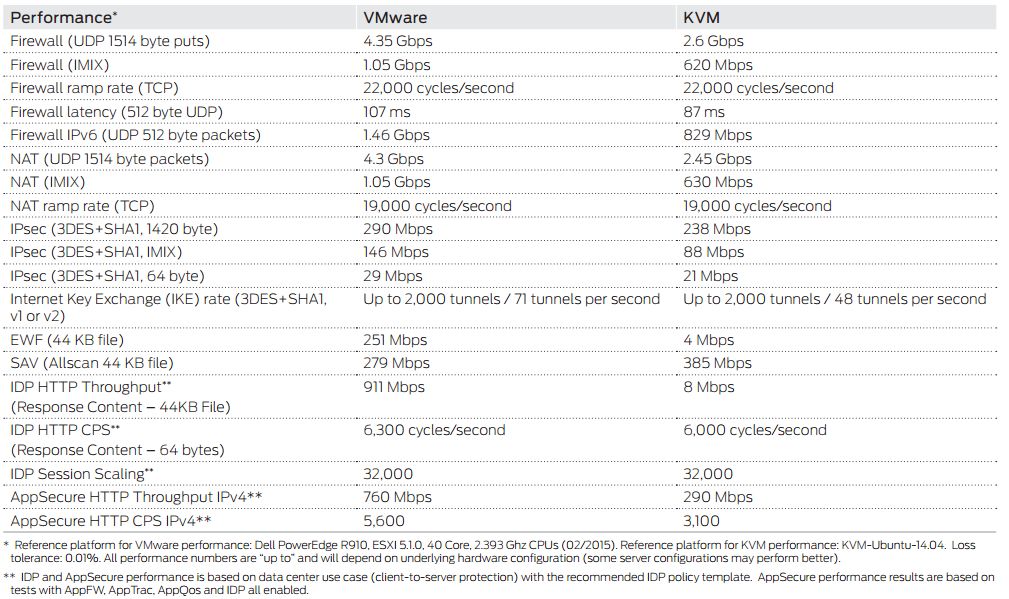 Performance* VMware KVM
Firewall (UDP 1514 byte puts) 4.35 Gbps 2.6 Gbps
Firewall (IMIX) 1.05 Gbps 620 Mbps
Firewall ramp rate (TCP) 22,000 cycles/second 22,000 cycles/second
Firewall latency (512 byte UDP) 107 ms 87 ms
Firewall IPv6 (UDP 512 byte packets) 1.46 Gbps 829 Mbps
NAT (UDP 1514 byte packets) 4.3 Gbps 2.45 Gbps
NAT (IMIX) 1.05 Gbps 630 Mbps
NAT ramp rate (TCP) 19,000 cycles/second 19,000 cycles/second
IPsec (3DES+SHA1, 1420 byte) 290 Mbps 238 Mbps
IPsec (3DES+SHA1, IMIX) 146 Mbps 88 Mbps
IPsec (3DES+SHA1, 64 byte) 29 Mbps 21 Mbps
Internet Key Exchange (IKE) rate (3DES+SHA1, Up to 2,000 tunnels / 71 tunnels per second Up to 2,000 tunnels / 48 tunnels per second
v1 or v2)
EWF (44 KB file) 251 Mbps 4 Mbps
SAV (Allscan 44 KB file) 279 Mbps 385 Mbps
IDP HTTP Throughput** 911 Mbps 8 Mbps
(Response Content – 44KB File)
IDP HTTP CPS** 6,300 cycles/second 6,000 cycles/second
(Response Content – 64 bytes)
IDP Session Scaling** 32,000 32,000
AppSecure HTTP Throughput IPv4** 760 Mbps 290 Mbps
AppSecure HTTP CPS IPv4** 5,600 3,100
* Reference platform for VMware performance: Dell PowerEdge R910, ESXI 5.1.0, 40 Core, 2.393 Ghz CPUs (02/2015). Reference platform for KVM performance: KVM-Ubuntu-14.04. Loss
tolerance: 0.01%. All performance numbers are “up to” and will depend on underlying hardware configuration (some server configurations may perform better).
** IDP and AppSecure performance is based on data center use case (client-to-server protection) with the recommended IDP policy template. AppSecure performance results are based on
tests with AppFW, AppTrac, AppQos and IDP all enabled.